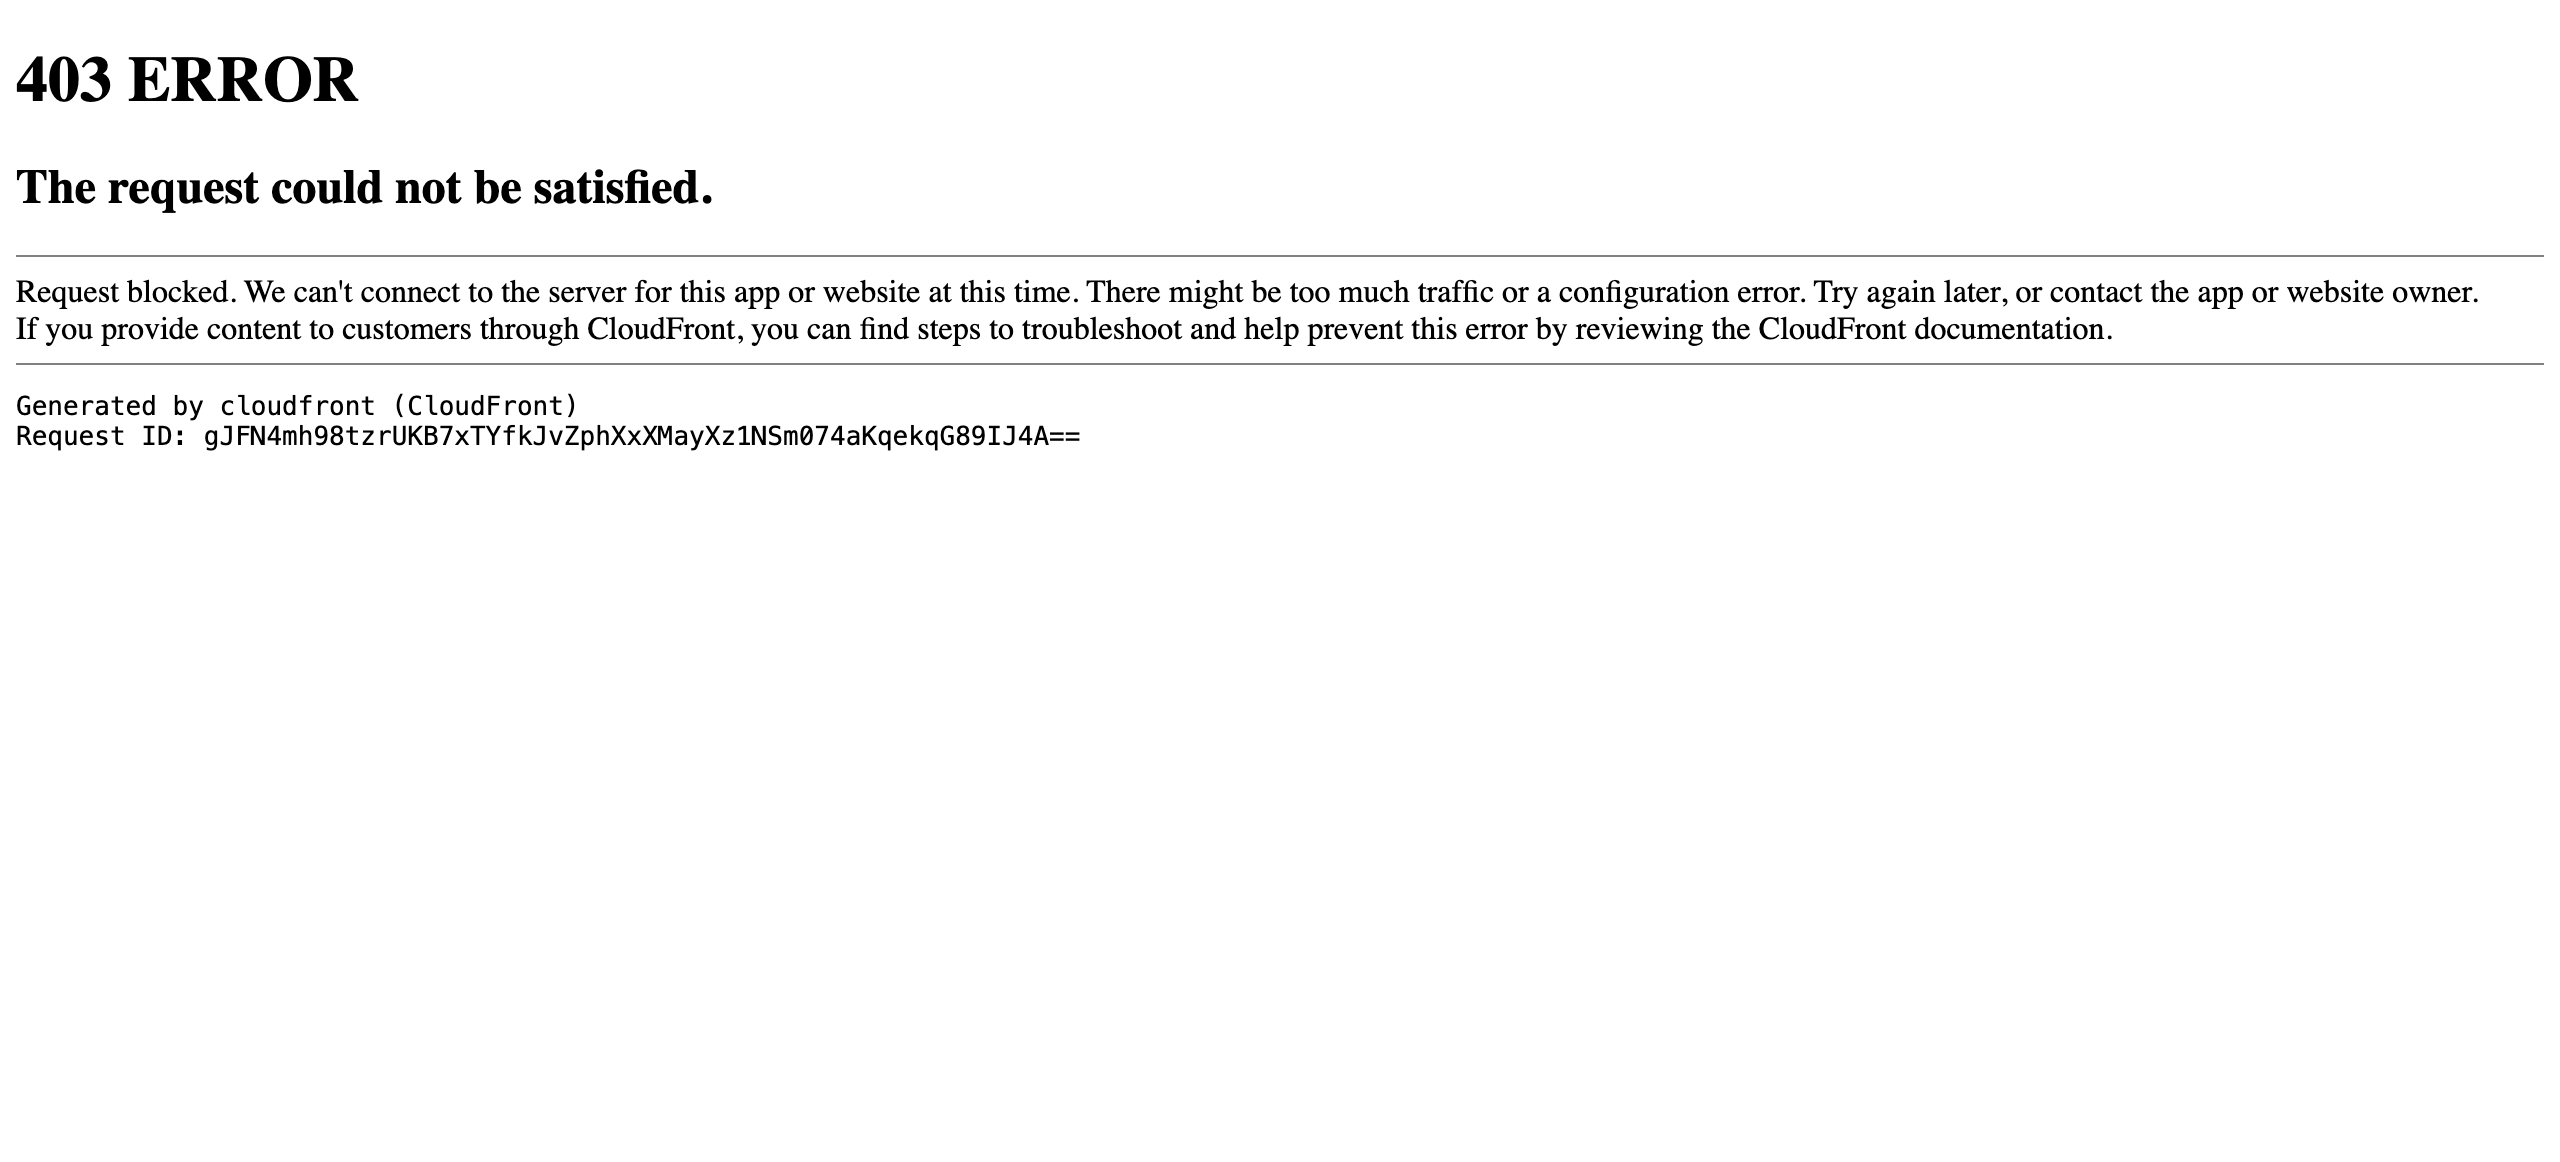 403 ERROR
The request could not be satisfied.
Request blocked. We can't connect to the server for this app or website at this time. There might be too much traffic or a configuration error. Try again later, or contact the app or website owner.
If you provide content to customers through CloudFront, you can find steps to troubleshoot and help prevent this error by reviewing the CloudFront documentation.
Generated by cloudfront (CloudFront)
Request ID: gJFN4mh98tzrUKB7xTYfkJvZphXxXMayXz1NSm074aKqekqG89IJ4A==